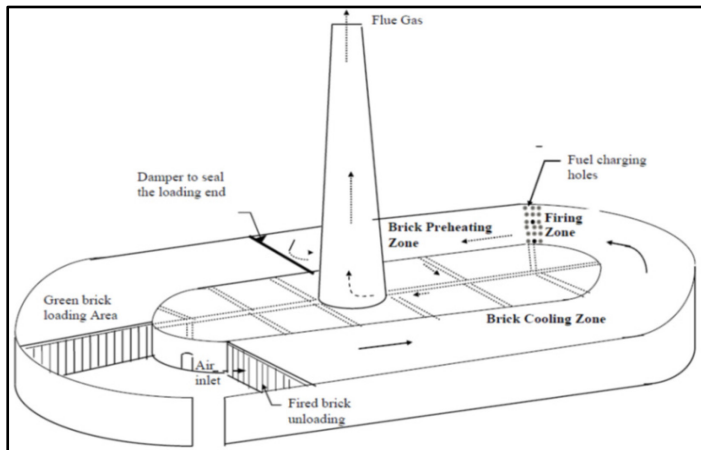 Flue Gas
Damper to seal
the loading end
Fuel charging
holes
Firing
Zone
Brick Preheating
Zone
Green brick
loading Area
Brick Cooling Zone
Air
inlet
Fired brick
unloading